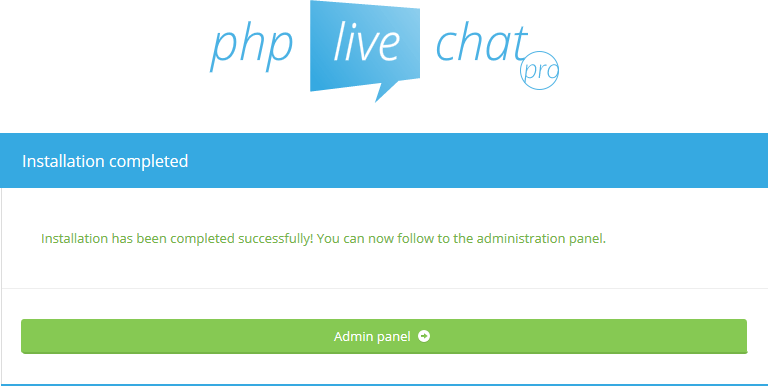 php live chat
pro
Installation completed
Installation has been completed successfully! You can now follow to the administration panel.
Admin panel